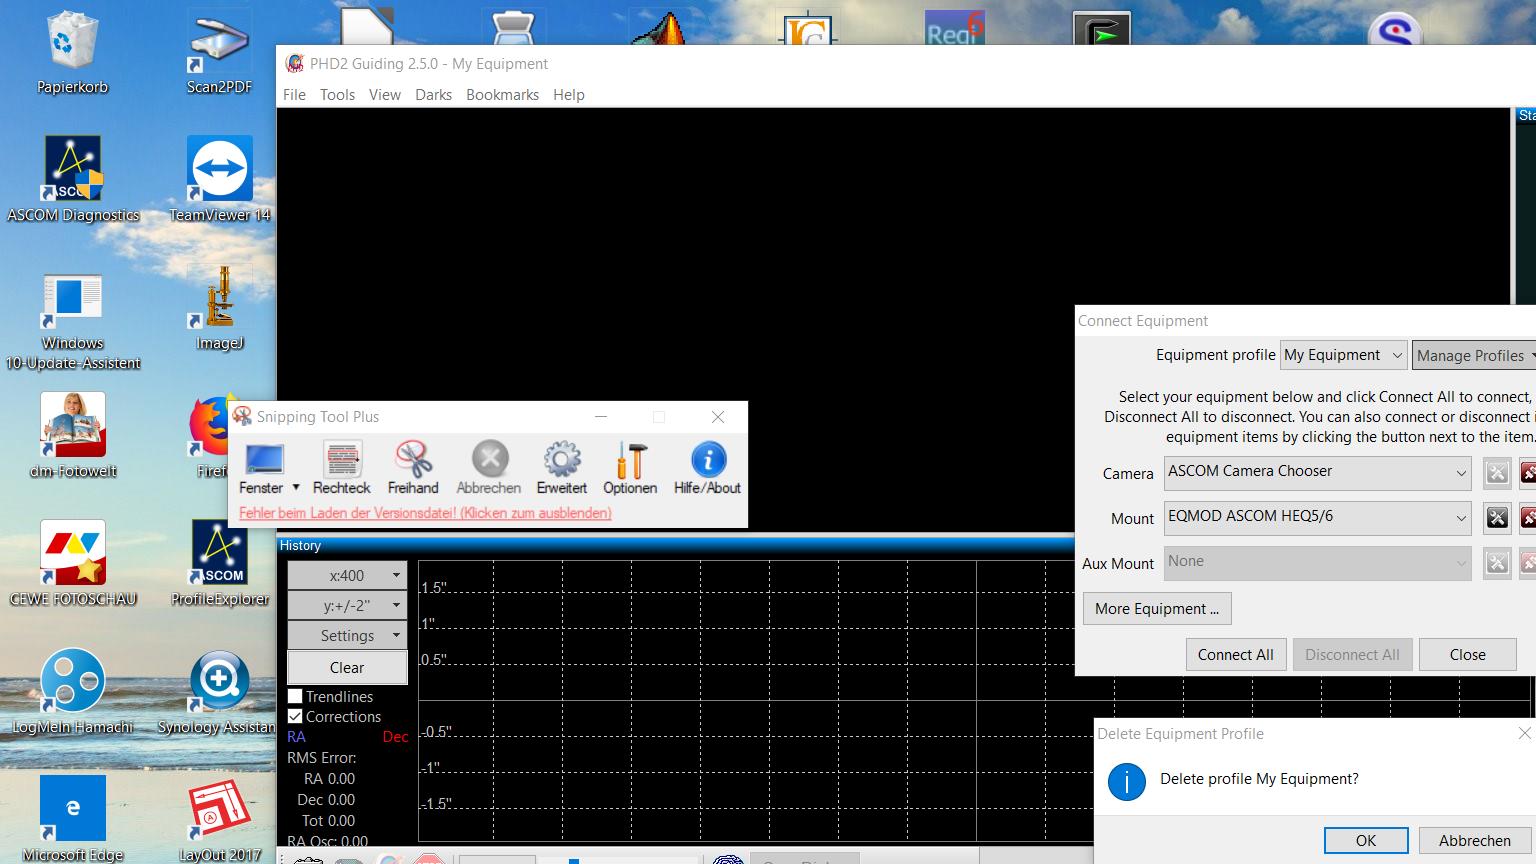 Papierkorb
Scan2PDF
ASCOM Diagnostics
TeamViewer 14
Windows
10-Update-Assistent
ImageJ
dm-Fotowelt
Firef
CEWE FOTOSCHAU
ASCOM
ProfileExplorer
LogMeIn Hamachi
Synology Assistan
Microsoft Edge
LayOut 2017
Regi
6
PHD2 Guiding 2.5.0 - My Equipment
File Tools View Darks Bookmarks Help
Sta
Snipping Tool Plus
Fenster Rechteck Freihand Abbrechen Erweitert Optionen Hilfe/About
Fehler beim Laden der Versionsdatei! (Klicken zum ausblenden)
History
x:400
y:+/-2"
Settings
Clear
Trendlines
Corrections
RA Dec
RMS Error:
RA 0.00
Dec 0.00
Tot 0.00
RA Osc: 0.00
1.5"
1"
0.5"
-0.5"
-1"
-1.5"
Connect Equipment
Equipment profile My Equipment Manage Profiles
Select your equipment below and click Connect All to connect,
Disconnect All to disconnect. You can also connect or disconnect i
equipment items by clicking the button next to the item.
Camera ASCOM Camera Chooser
Mount EQMOD ASCOM HEQ5/6
Aux Mount None
More Equipment ...
Connect All Disconnect All Close
Delete Equipment Profile
Delete profile My Equipment?
OK Abbrechen